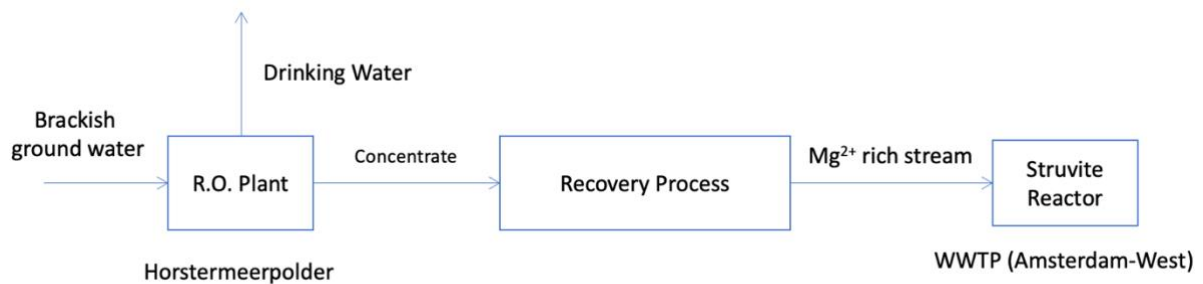 Drinking Water
Brackish
ground water
R.O. Plant
Concentrate
Recovery Process
Mg²⁺ rich stream
Struvite
Reactor
Horstermeerpolder
WWTP (Amsterdam-West)